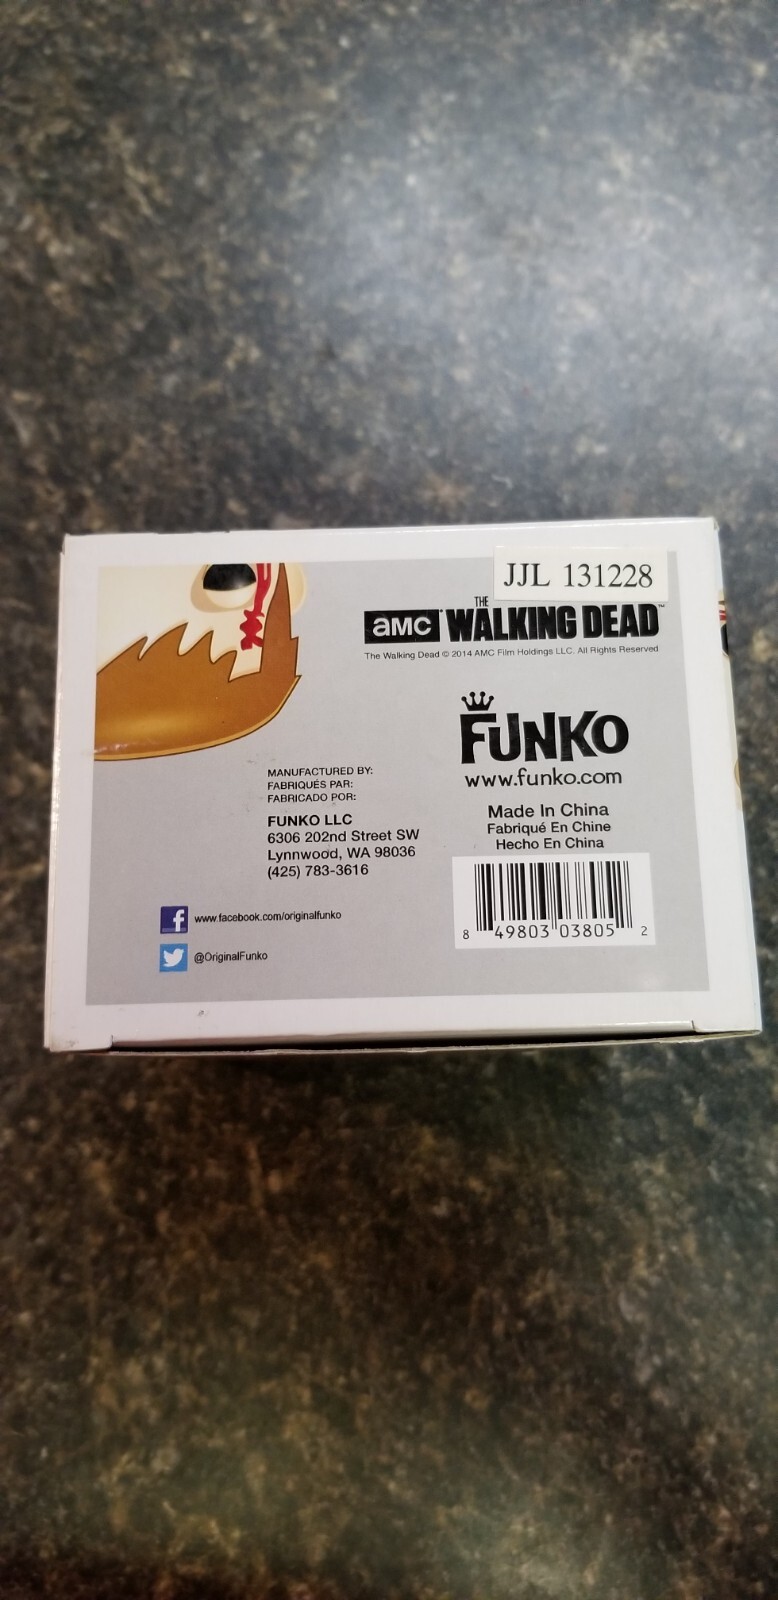 JJL 131228
THE
aMC WALKING DEAD™
The Walking Dead © 2014 AMC Film Holdings LLC. All Rights Reserved
FUNKO
www.funko.com
MANUFACTURED BY:
FABRIQUÉS PAR:
FABRICADO POR:
FUNKO LLC
6306 202nd Street SW
Lynnwood, WA 98036
(425) 783-3616
Made In China
Fabriqué En Chine
Hecho En China
8 49803 03805 2
f www.facebook.com/originalfunko
@OriginalFunko